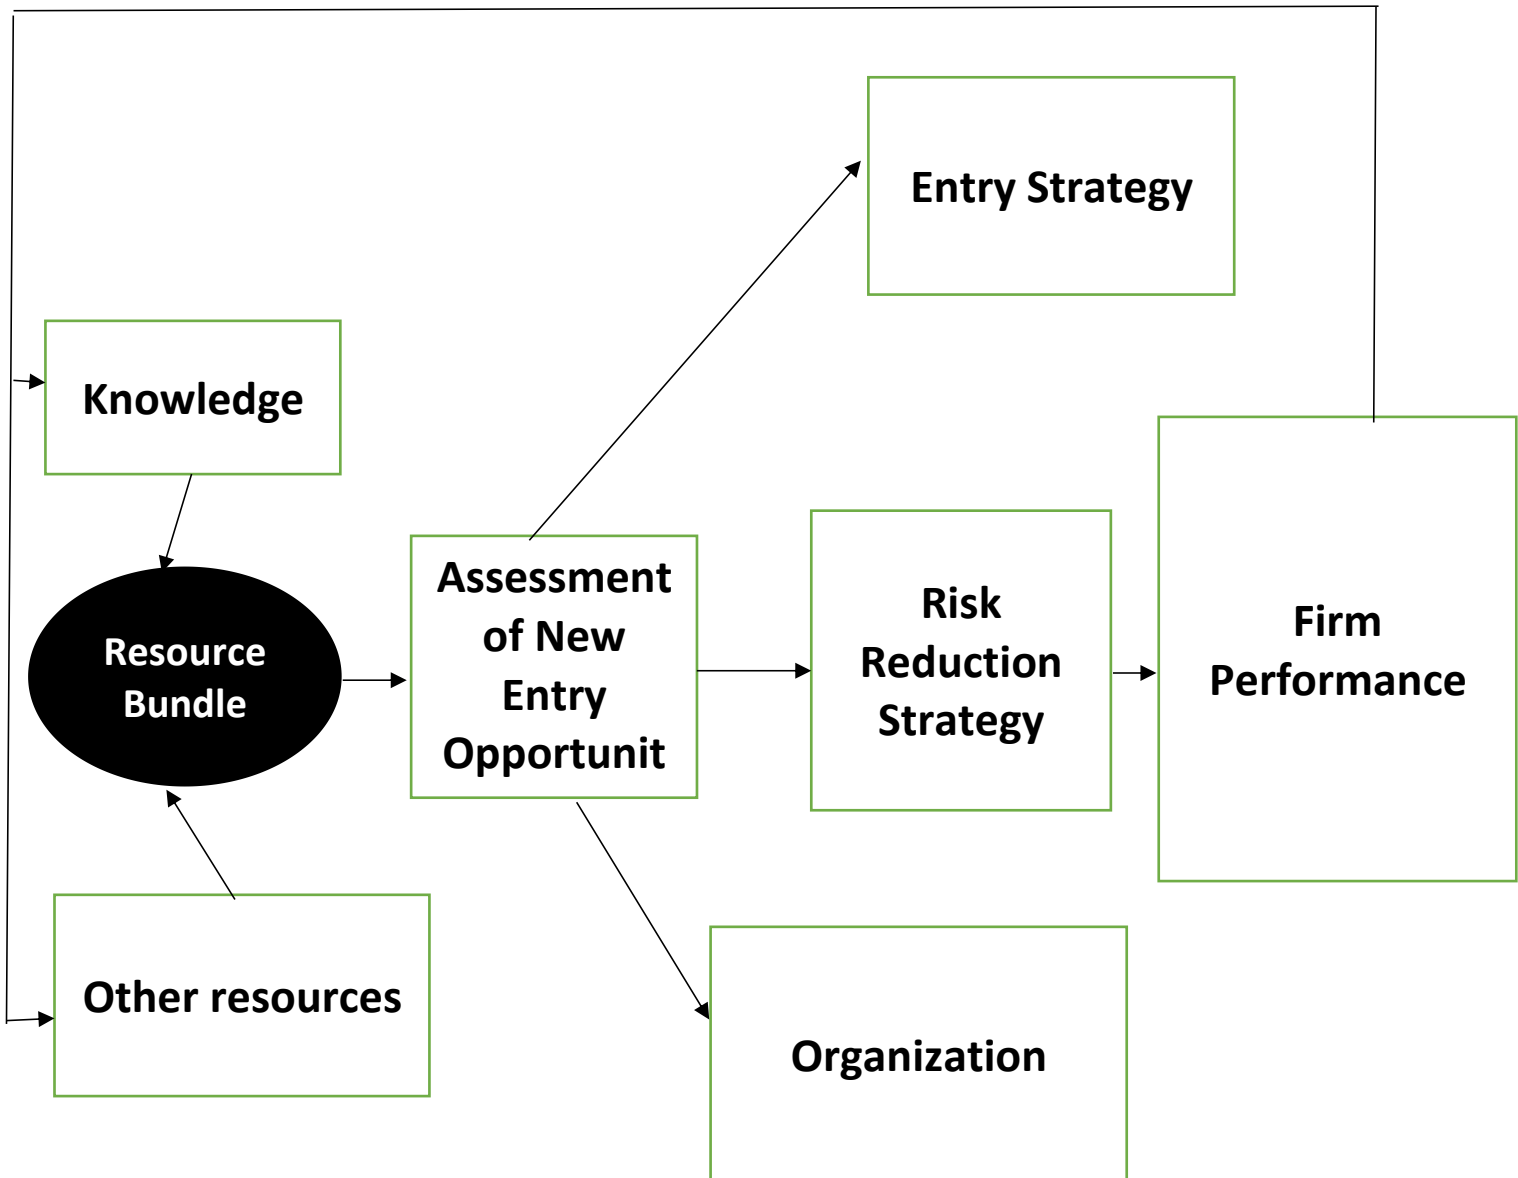 Entry Strategy
Knowledge
Resource
Bundle
Assessment
of New
Entry
Opportunit
Risk
Reduction
Strategy
Firm
Performance
Other resources
Organization